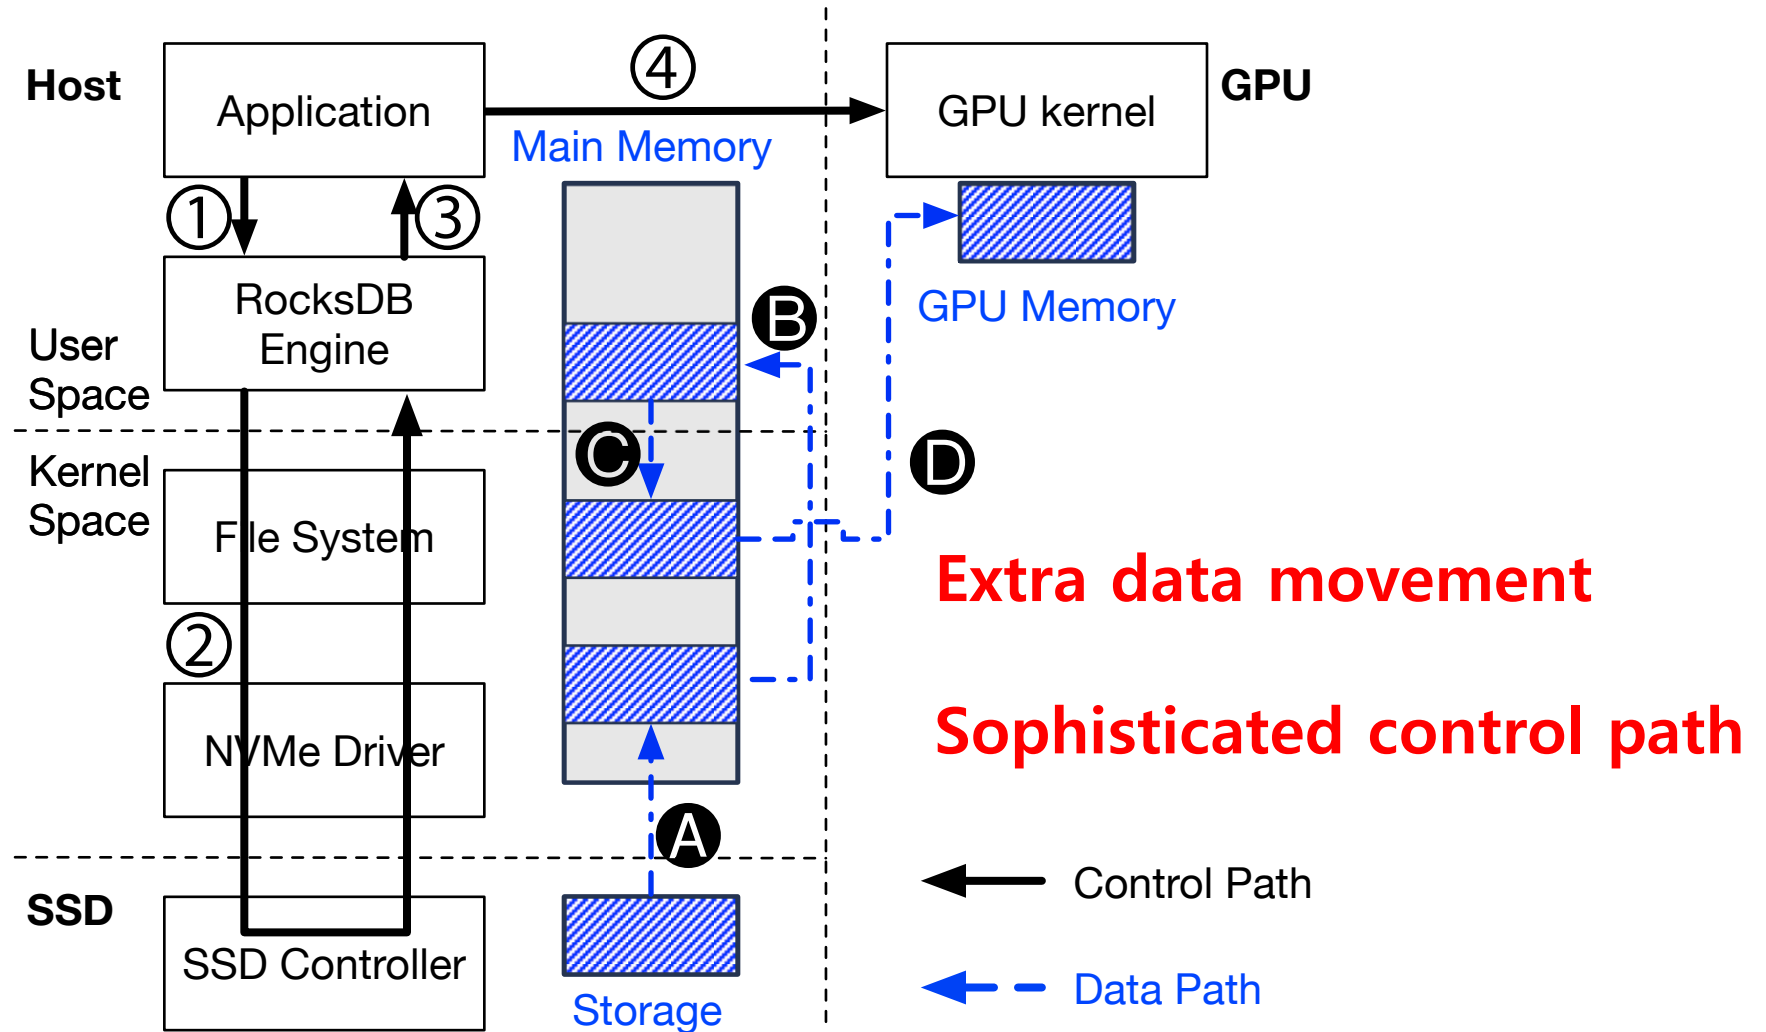 Host
Application
④
GPU kernel
GPU
Main Memory
①
③
RocksDB
Engine
B
GPU Memory
User
Space
Kernel
Space
C
D
File System
Extra data movement
②
NVMe Driver
Sophisticated control path
A
SSD
SSD Controller
Storage
Control Path
Data Path